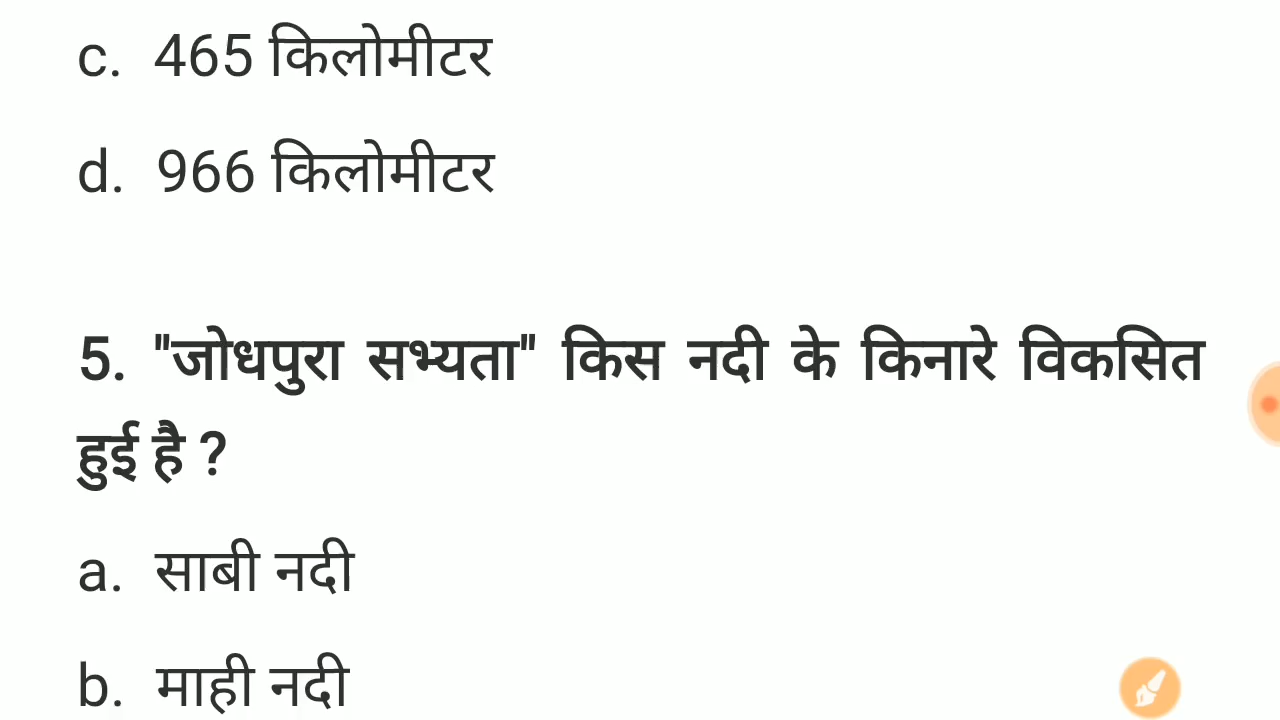 c. 465 किलोमीटर
d. 966 किलोमीटर
5. "जोधपुरा सभ्यता" किस नदी के किनारे विकसित
हुई है ?
a. साबी नदी
b. माही नदी